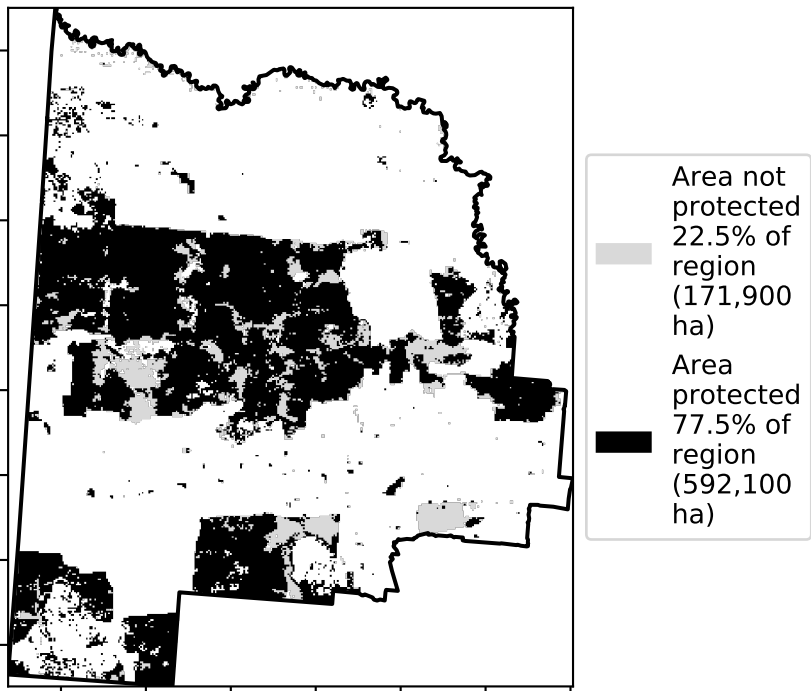 Area not
protected
22.5% of
region
(171,900
ha)
Area
protected
77.5% of
region
(592,100
ha)